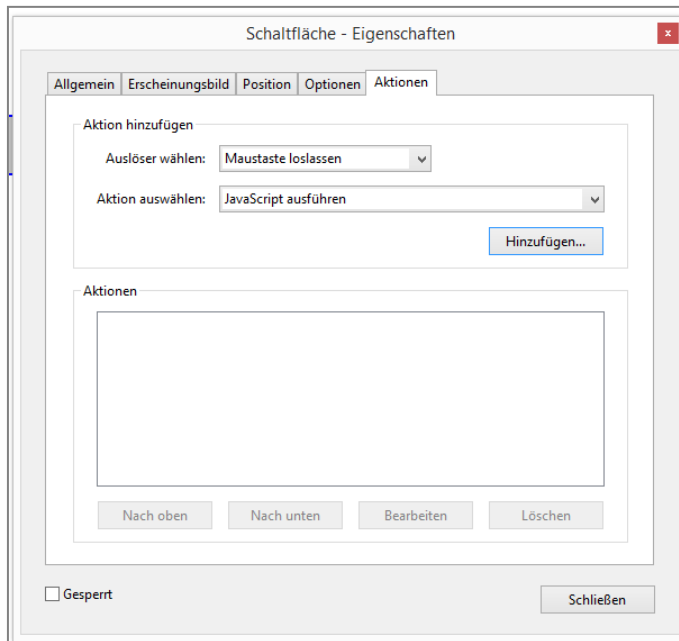 Schaltfläche - Eigenschaften
x
Allgemein Erscheinungsbild Position Optionen Aktionen
Aktion hinzufügen
Auslöser wählen: Maustaste loslassen
Aktion auswählen: JavaScript ausführen
Hinzufügen...
Aktionen
Nach oben Nach unten Bearbeiten Löschen
Gesperrt
Schließen